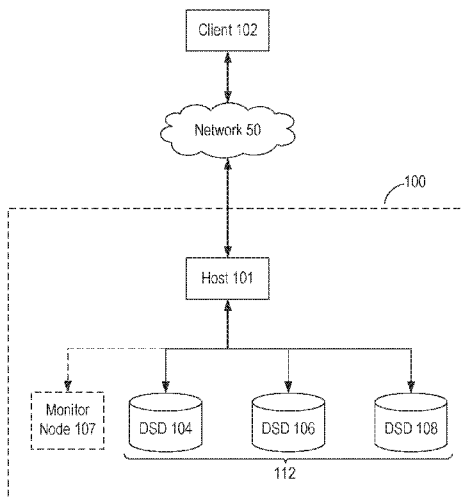 Client 102
Network 50
100
Host 101
Monitor
Node 107
DSD 104
DSD 106
DSD 108
112